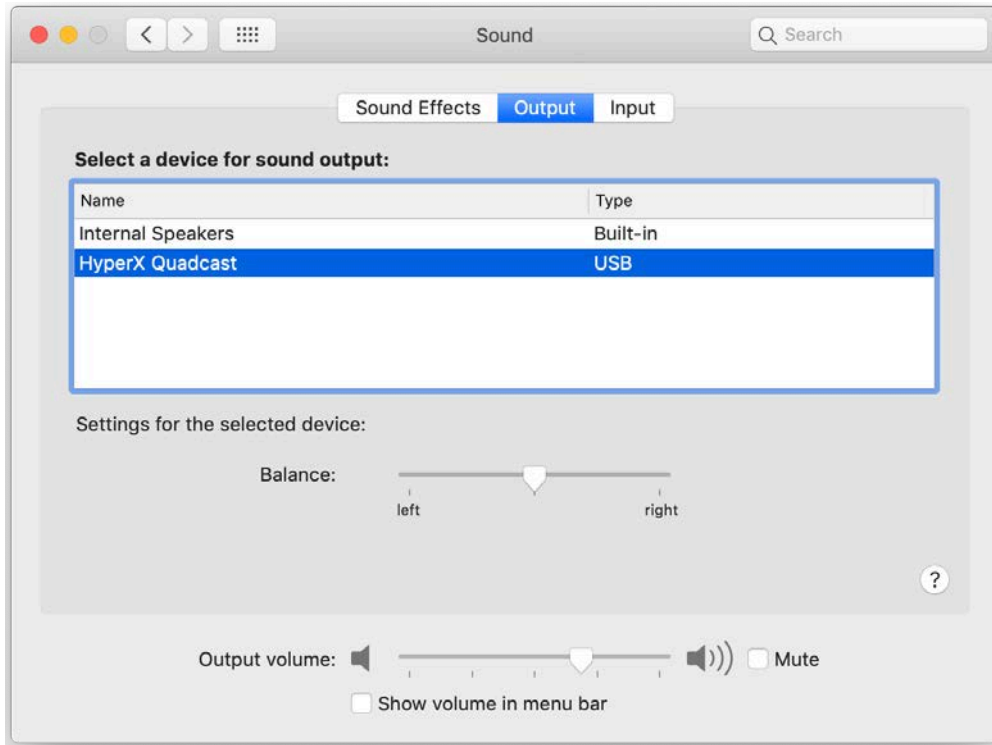 Sound
Search
Sound Effects Output Input
Select a device for sound output:
Name Type
Internal Speakers Built-in
HyperX Quadcast USB
Settings for the selected device:
Balance:
left right
?
Output volume: Mute
Show volume in menu bar